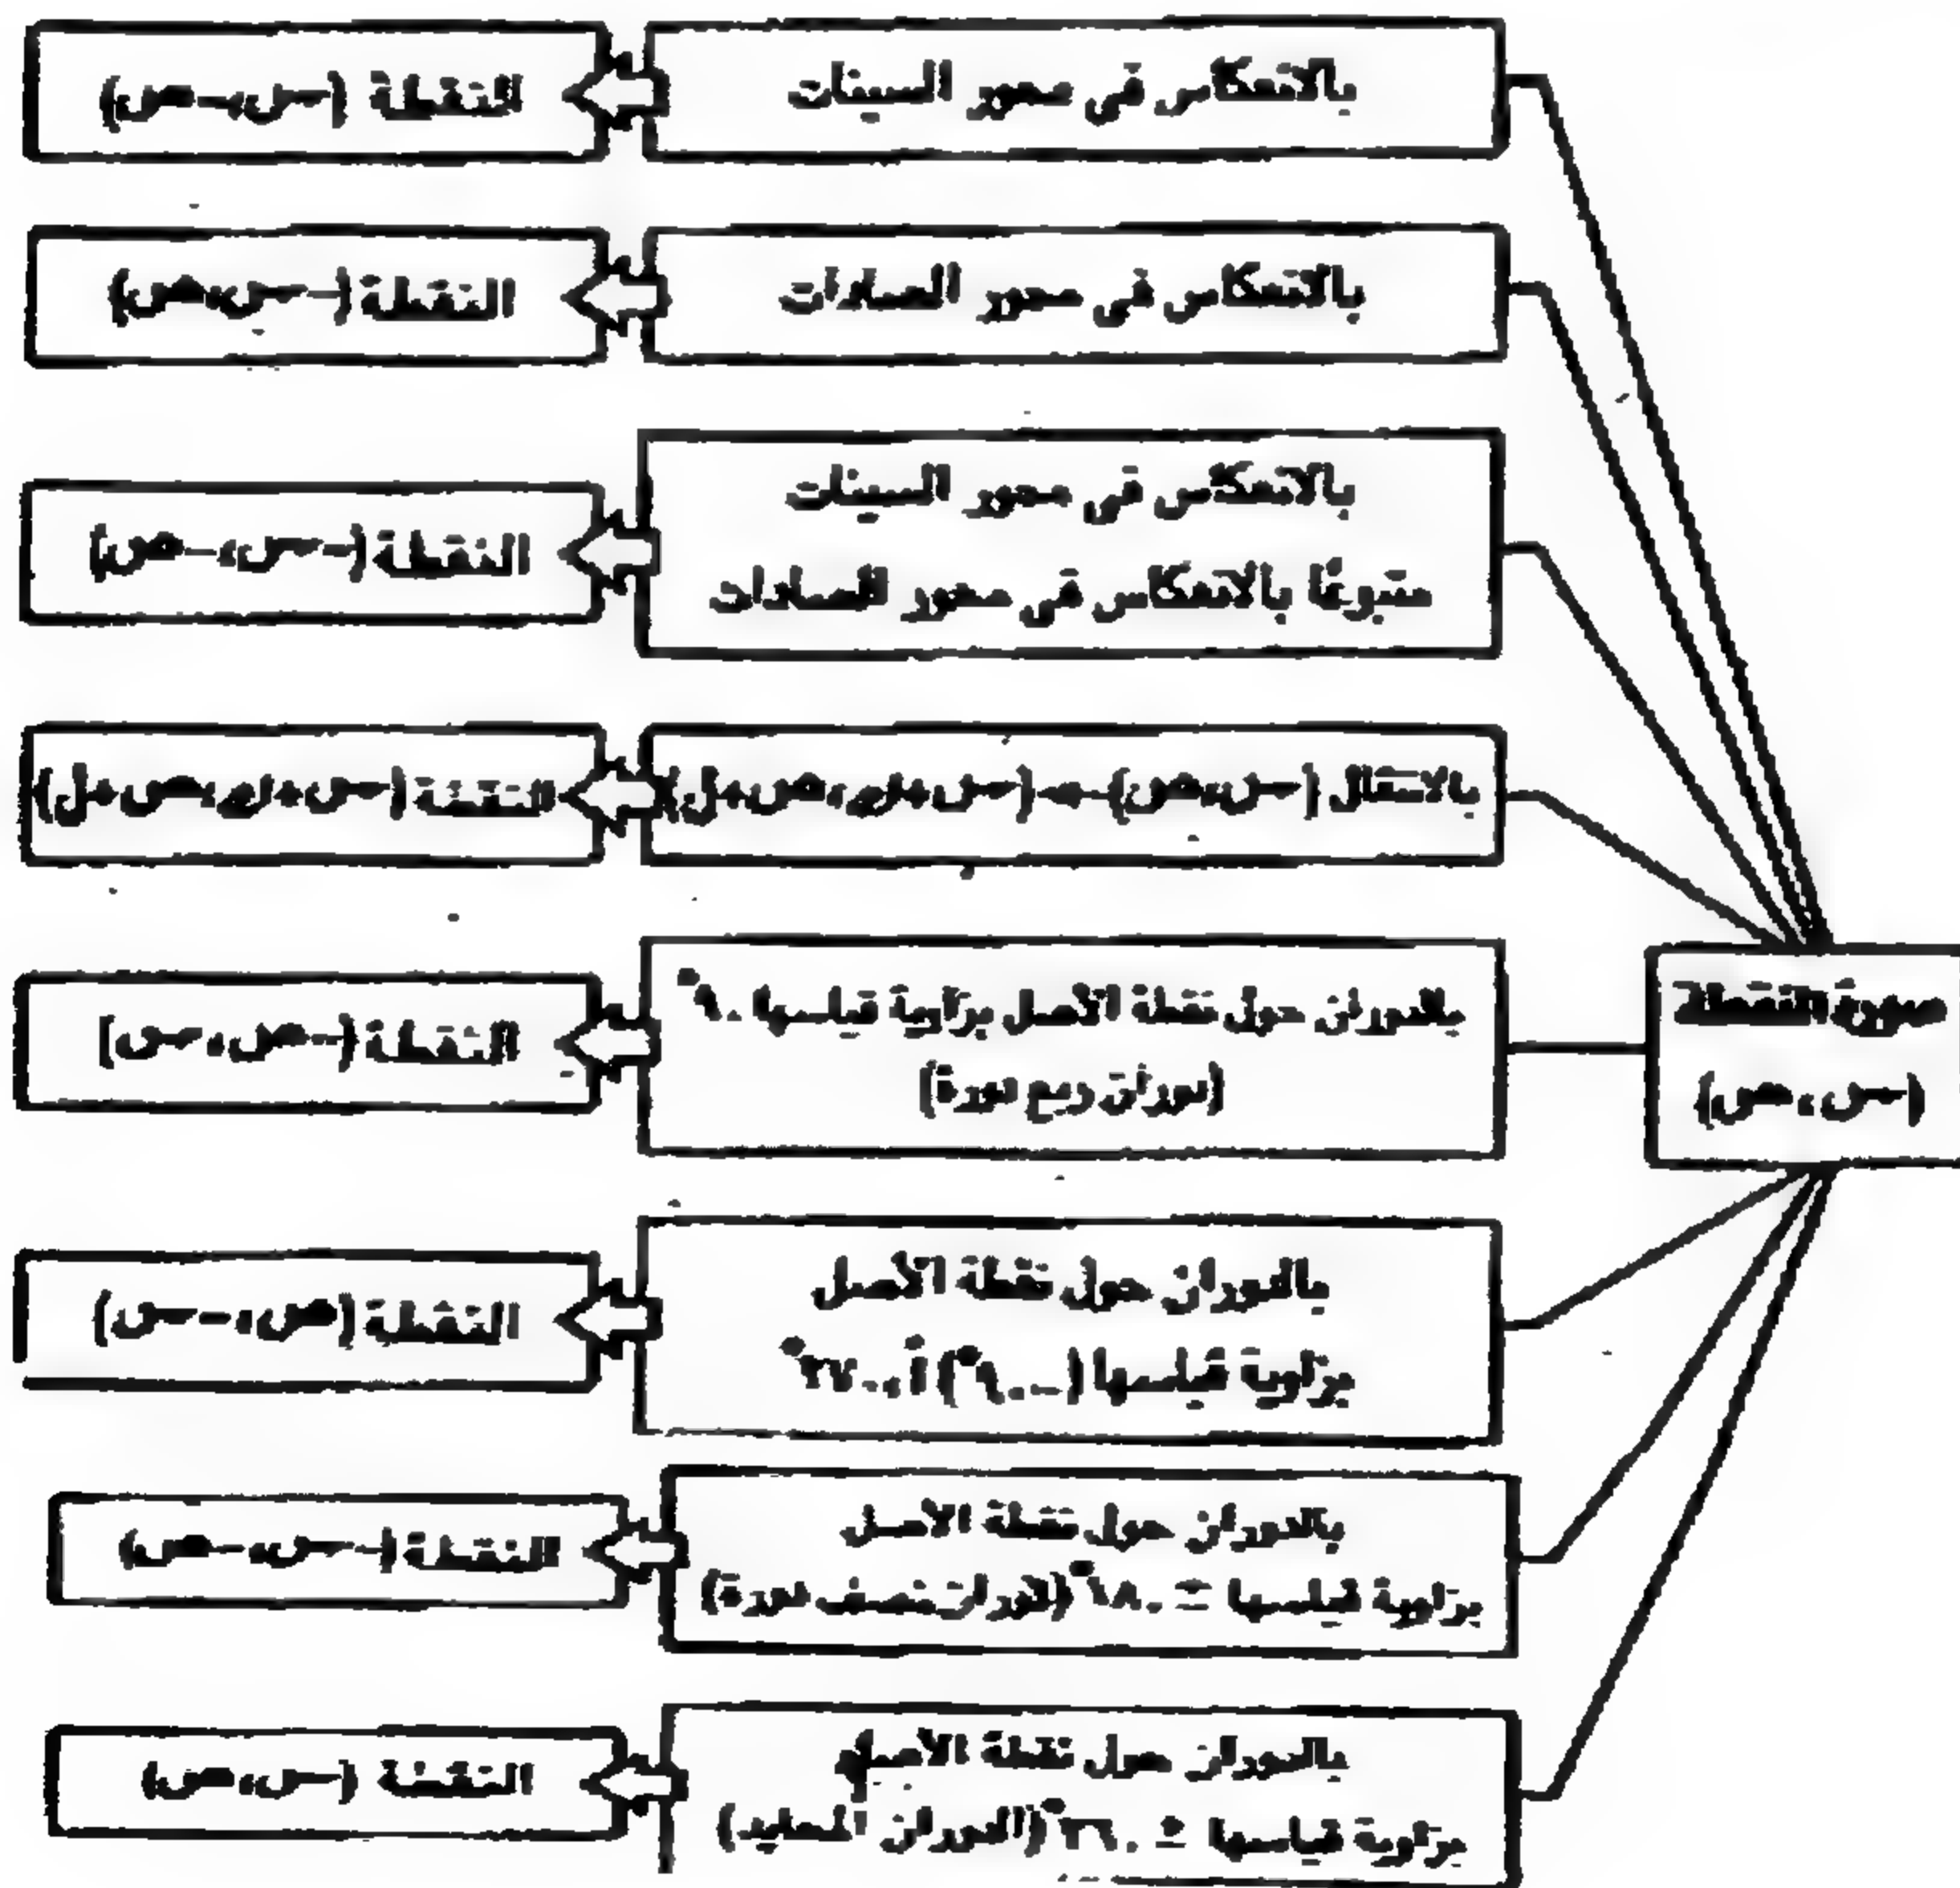 صورة النقطة
(س ، ص)
بالانعكاس في محور السينات
النقطة (س، -ص)
بالانعكاس في محور الصادات
النقطة (-س، ص)
بالانعكاس في محور السينات
متبوعًا بالانعكاس في محور الصادات
النقطة (-س، -ص)
بالانتقال (س، ص) ← (س + م، ص + ل)
النقطة (س + م، ص + ل)
بالدوران حول نقطة الأصل بزاوية قياسها ٩٠°
(دوران ربع دورة)
النقطة (-ص، س)
بالدوران حول نقطة الأصل
بزاوية قياسها (-٩٠°) أ، ٢٧٠°
النقطة (ص، -س)
بالدوران حول نقطة الأصل
بزاوية قياسها ± ١٨٠° (دوران نصف دورة)
النقطة (-س، -ص)
بالدوران حول نقطة الأصل
بزاوية قياسها ± ٣٦٠° (الدوران المحايد)
النقطة (س، ص)